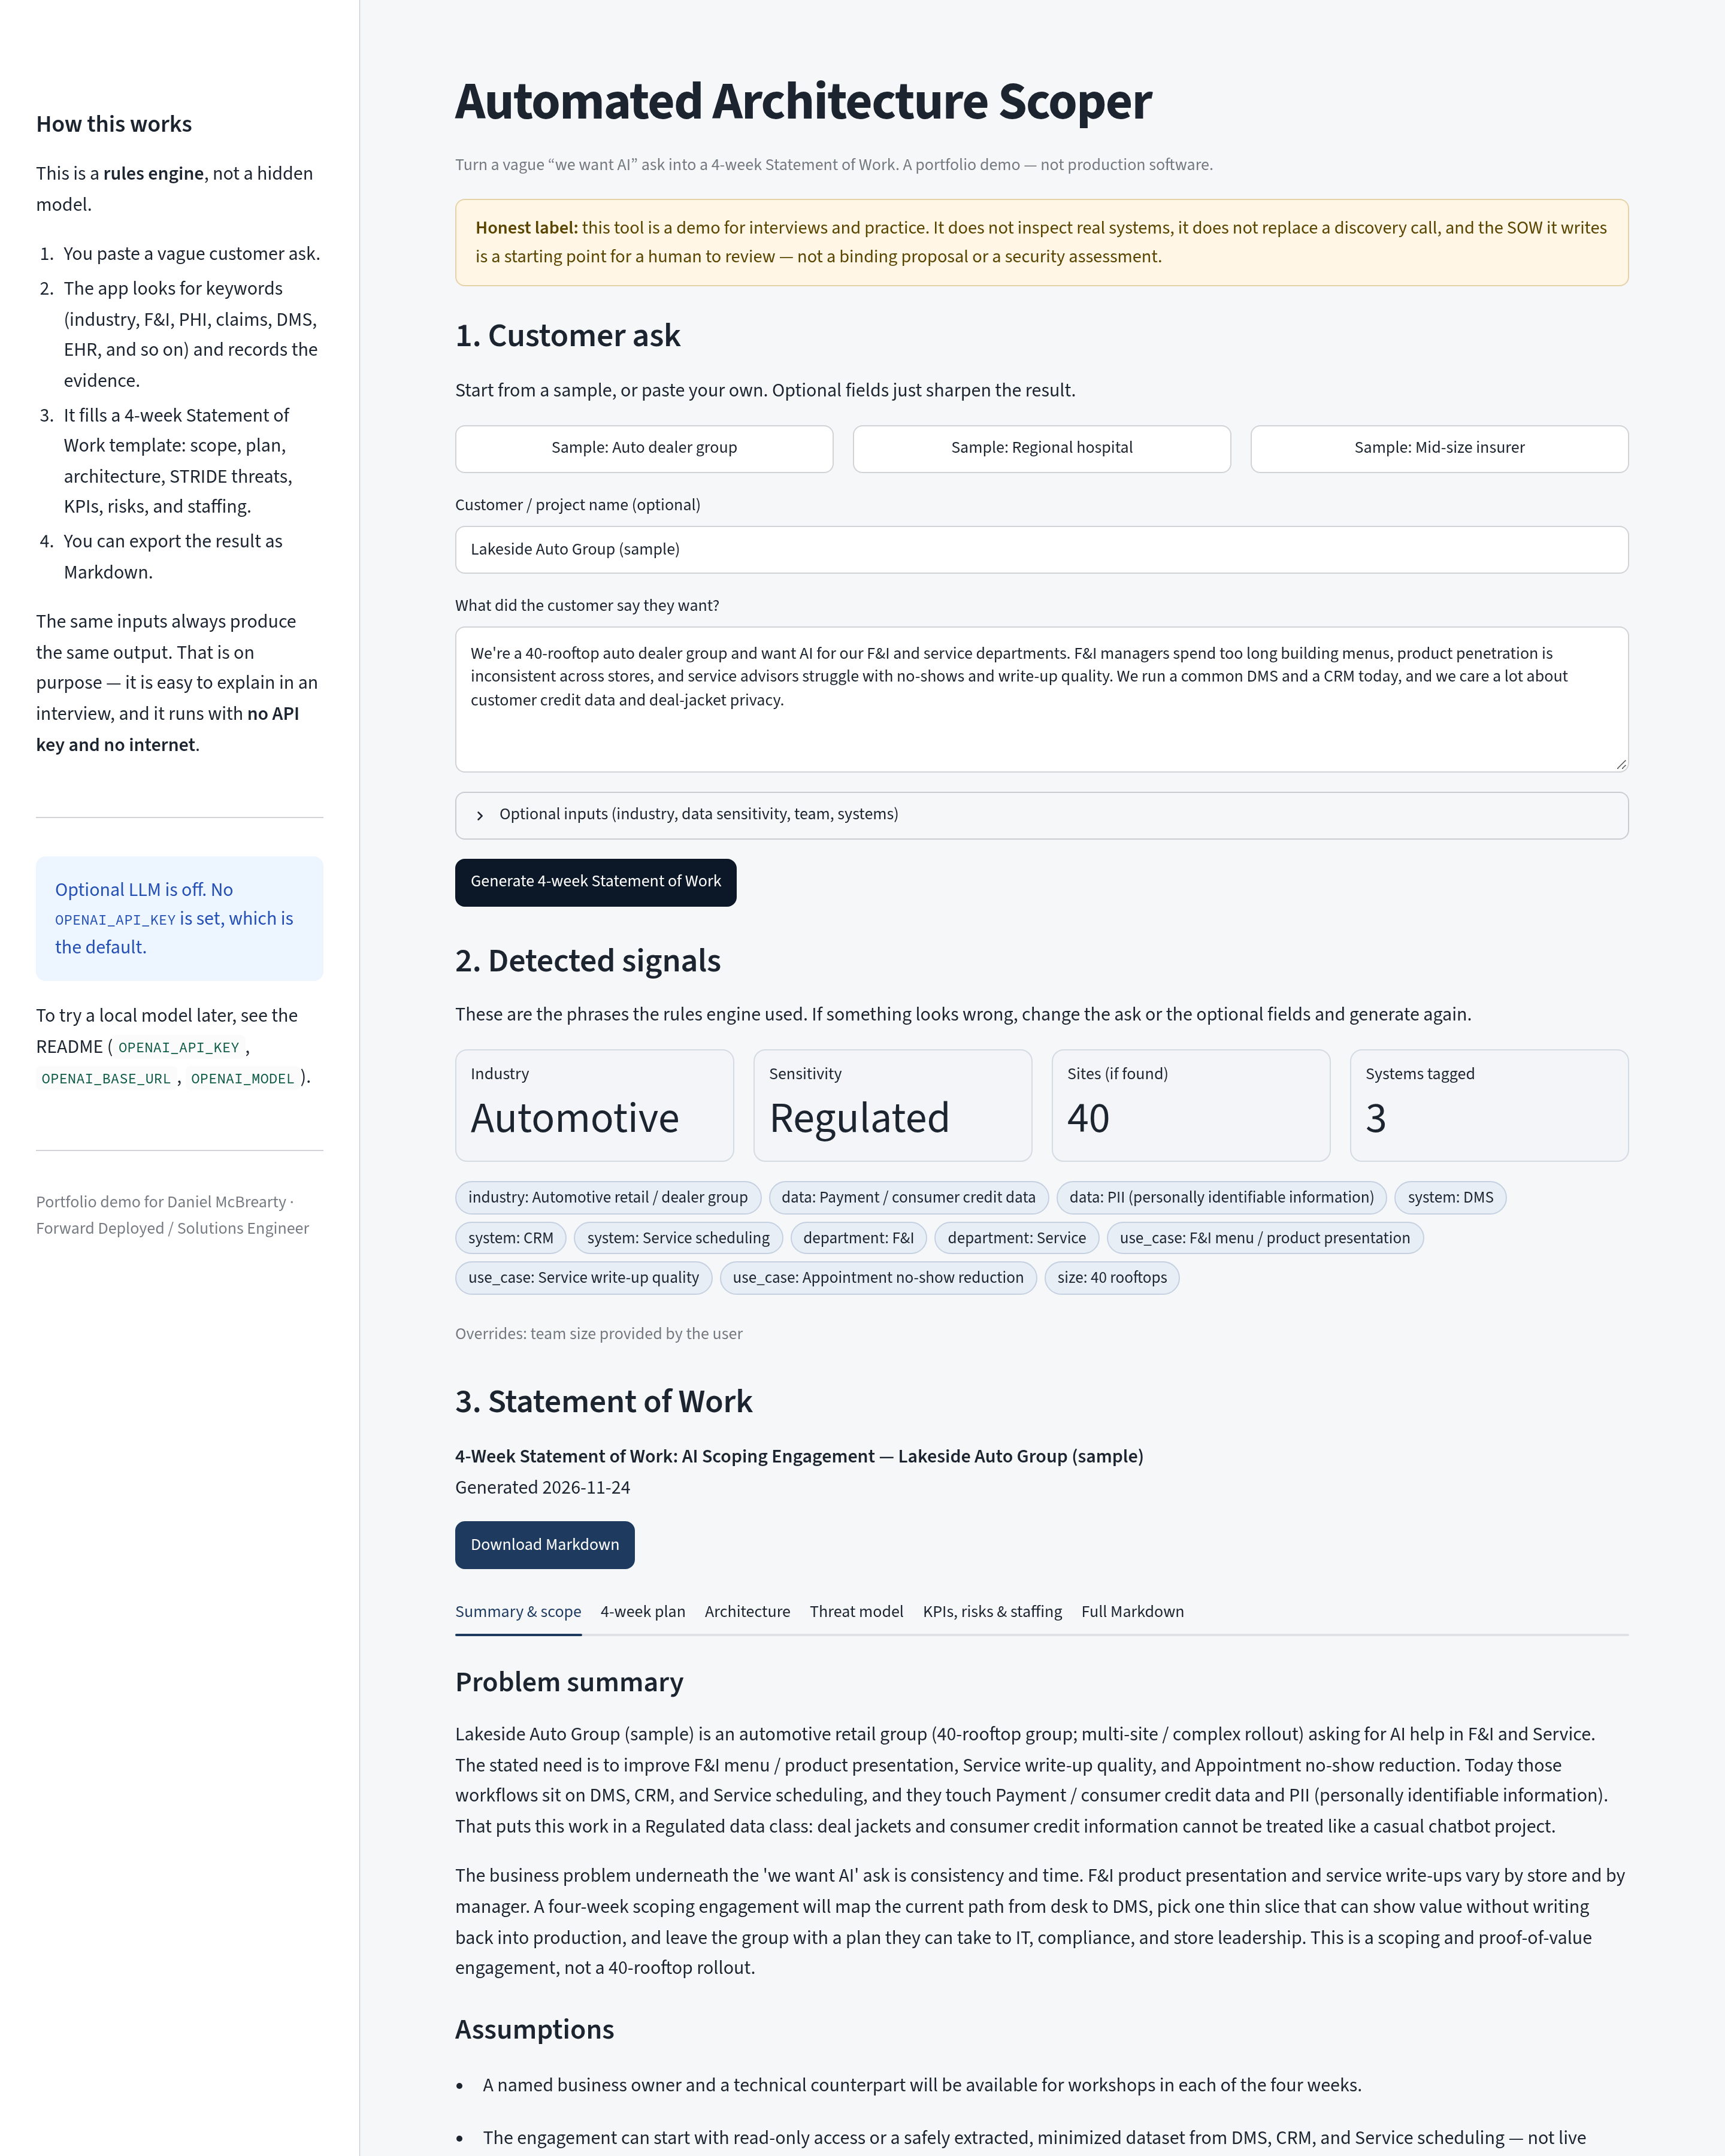 How this works
This is a rules engine, not a hidden
model.
1. You paste a vague customer ask.
2. The app looks for keywords
(industry, F&I, PHI, claims, DMS,
EHR, and so on) and records the
evidence.
3. It fills a 4-week Statement of
Work template: scope, plan,
architecture, STRIDE threats,
KPIs, risks, and staffing.
4. You can export the result as
Markdown.
The same inputs always produce
the same output. That is on
purpose — it is easy to explain in an
interview, and it runs with no API
key and no internet.
Optional LLM is off. No
OPENAI_API_KEY is set, which is
the default.
To try a local model later, see the
README ( OPENAI_API_KEY ,
OPENAI_BASE_URL , OPENAI_MODEL ).
Portfolio demo for Daniel McBrearty ·
Forward Deployed / Solutions Engineer
Automated Architecture Scoper
Turn a vague “we want AI” ask into a 4-week Statement of Work. A portfolio demo — not production software.
Honest label: this tool is a demo for interviews and practice. It does not inspect real systems, it does not replace a discovery call, and the SOW it writes
is a starting point for a human to review — not a binding proposal or a security assessment.
1. Customer ask
Start from a sample, or paste your own. Optional fields just sharpen the result.
Sample: Auto dealer group
Sample: Regional hospital
Sample: Mid-size insurer
Customer / project name (optional)
Lakeside Auto Group (sample)
What did the customer say they want?
We're a 40-rooftop auto dealer group and want AI for our F&I and service departments. F&I managers spend too long building menus, product penetration is
inconsistent across stores, and service advisors struggle with no-shows and write-up quality. We run a common DMS and a CRM today, and we care a lot about
customer credit data and deal-jacket privacy.
Optional inputs (industry, data sensitivity, team, systems)
Generate 4-week Statement of Work
2. Detected signals
These are the phrases the rules engine used. If something looks wrong, change the ask or the optional fields and generate again.
Industry
Automotive
Sensitivity
Regulated
Sites (if found)
40
Systems tagged
3
industry: Automotive retail / dealer group data: Payment / consumer credit data data: PII (personally identifiable information) system: DMS
system: CRM system: Service scheduling department: F&I department: Service use_case: F&I menu / product presentation
use_case: Service write-up quality use_case: Appointment no-show reduction size: 40 rooftops
Overrides: team size provided by the user
3. Statement of Work
4-Week Statement of Work: AI Scoping Engagement — Lakeside Auto Group (sample)
Generated 2026-11-24
Download Markdown
Summary & scope 4-week plan Architecture Threat model KPIs, risks & staffing Full Markdown
Problem summary
Lakeside Auto Group (sample) is an automotive retail group (40-rooftop group; multi-site / complex rollout) asking for AI help in F&I and Service.
The stated need is to improve F&I menu / product presentation, Service write-up quality, and Appointment no-show reduction. Today those
workflows sit on DMS, CRM, and Service scheduling, and they touch Payment / consumer credit data and PII (personally identifiable information).
That puts this work in a Regulated data class: deal jackets and consumer credit information cannot be treated like a casual chatbot project.
The business problem underneath the 'we want AI' ask is consistency and time. F&I product presentation and service write-ups vary by store and by
manager. A four-week scoping engagement will map the current path from desk to DMS, pick one thin slice that can show value without writing
back into production, and leave the group with a plan they can take to IT, compliance, and store leadership. This is a scoping and proof-of-value
engagement, not a 40-rooftop rollout.
Assumptions
• A named business owner and a technical counterpart will be available for workshops in each of the four weeks.
• The engagement can start with read-only access or a safely extracted, minimized dataset from DMS, CRM, and Service scheduling — not live